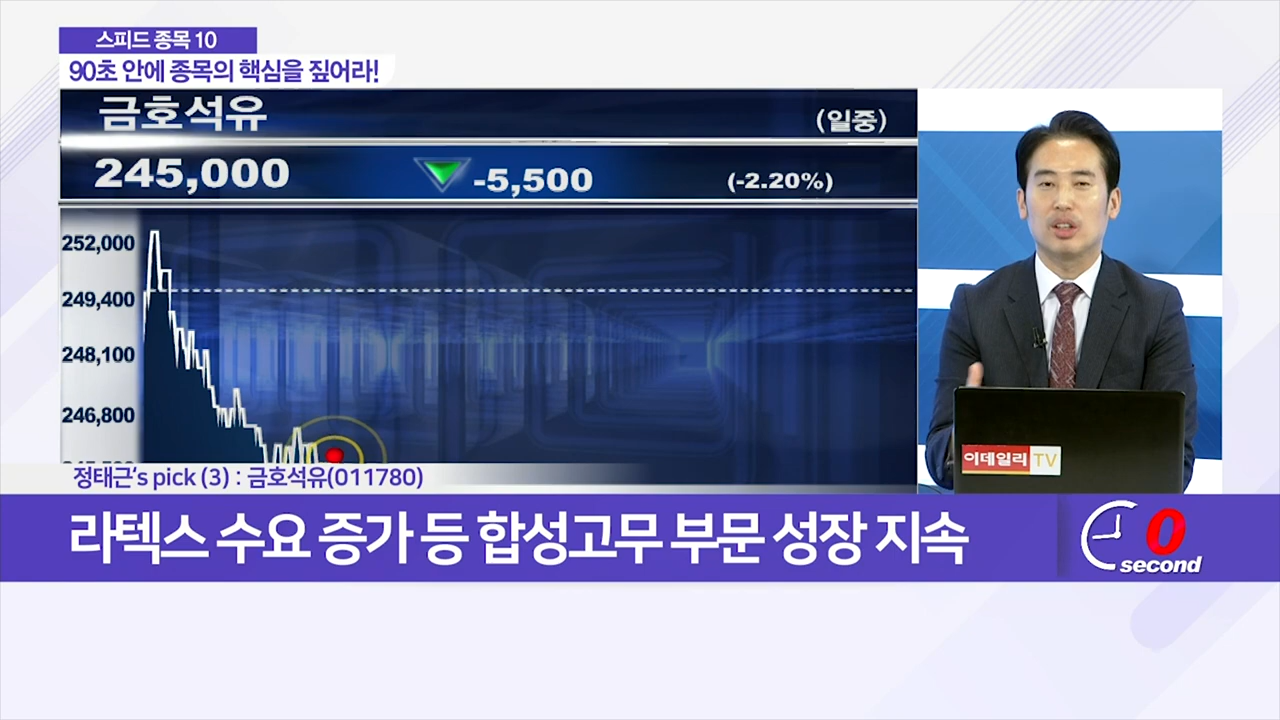 스피드 종목 10
90초 안에 종목의 핵심을 짚어라!
금호석유
(일중)
245,000
-5,500
(-2.20%)
252,000
249,400
248,100
246,800
정태근's pick (3) : 금호석유(011780)
이데일리 TV
라텍스 수요 증가 등 합성고무 부문 성장 지속
0
second